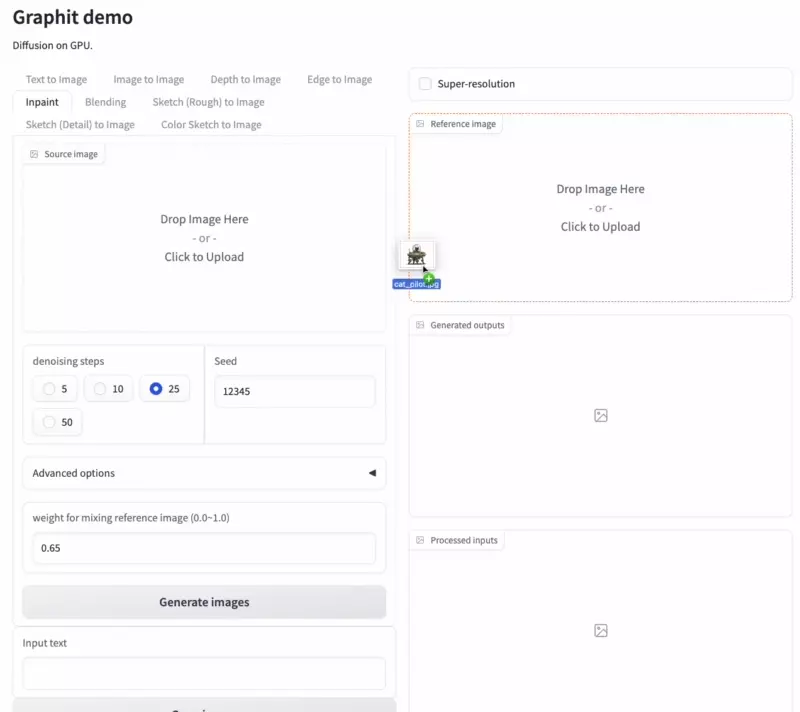 Graphit demo
Diffusion on GPU.
Text to Image Image to Image Depth to Image Edge to Image
Inpaint Blending Sketch (Rough) to Image
Sketch (Detail) to Image Color Sketch to Image
Source image
Drop Image Here
- or -
Click to Upload
denoising steps
5 10 25
50
Seed
12345
Advanced options
weight for mixing reference image (0.0~1.0)
0.65
Generate images
Input text
Super-resolution
Reference image
Drop Image Here
- or -
Click to Upload
Generated outputs
Processed inputs